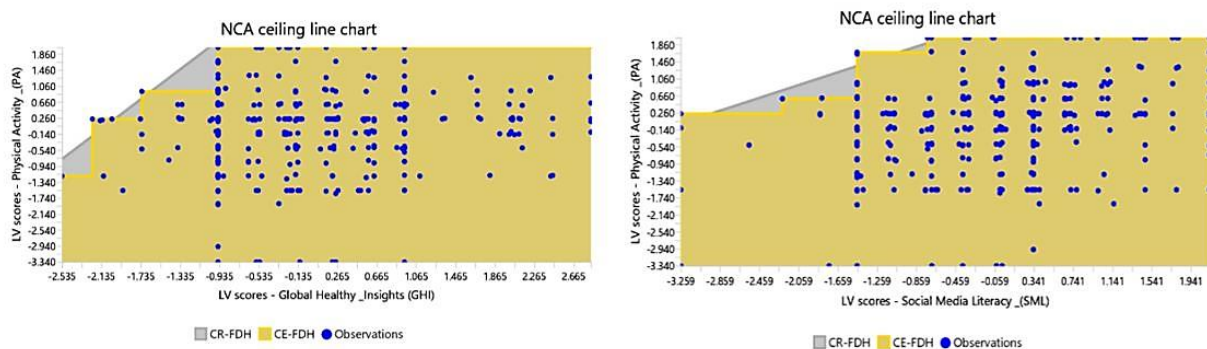 NCA ceiling line chart
LV scores - Physical Activity _(PA)
1.860
1.460
1.060
0.660
0.260
-0.140
-0.540
-0.940
-1.340
-1.740
-2.140
-2.540
-2.940
-3.340
-2.535 -2.135 -1.735 -1.335 -0.935 -0.535 -0.135 0.265 0.665 1.065 1.465 1.865 2.265 2.665
LV scores - Global Healthy _Insights (GHI)
CR-FDH CE-FDH Observations
NCA ceiling line chart
LV scores - Physical Activity _(PA)
1.860
1.460
1.060
0.660
0.260
-0.140
-0.540
-0.940
-1.340
-1.740
-2.140
-2.540
-2.940
-3.340
-3.259 -2.859 -2.459 -2.059 -1.659 -1.259 -0.859 -0.459 -0.059 0.341 0.741 1.141 1.541 1.941
LV scores - Social Media Literacy _(SML)
CR-FDH CE-FDH Observations